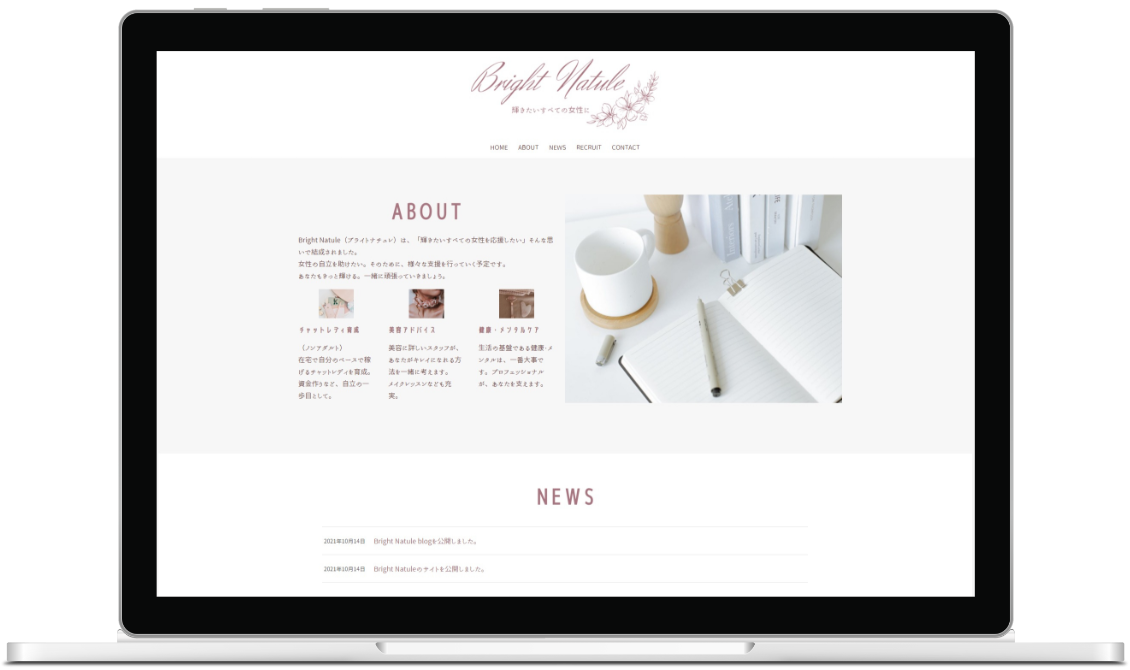 Bright Natule
輝きたいすべての女性に
HOME ABOUT NEWS RECRUIT CONTACT
ABOUT
Bright Natule（ブライトナチュレ）は、「輝きたいすべての女性を応援したい」そんな思
いで結成されました。
女性の自立を助けたい。そのために、様々な支援を行っていく予定です。
あなたもきっと輝ける。一緒に頑張っていきましょう。
チャットレディ育成
（ノンアダルト）
在宅で自分のペースで稼
げるチャットレディを育成。
資金作りなど、自立の一
歩目として。
美容アドバイス
美容に詳しいスタッフが、
あなたがキレイになれる方
法を一緒に考えます。
メイクレッスンなども充
実。
健康・メンタルケア
生活の基盤である健康・メ
ンタルは、一番大事で
す。プロフェッショナル
が、あなたを支えます。
NEWS
2021年10月14日 Bright Natule blogを公開しました。
2021年10月14日 Bright Natuleのサイトを公開しました。